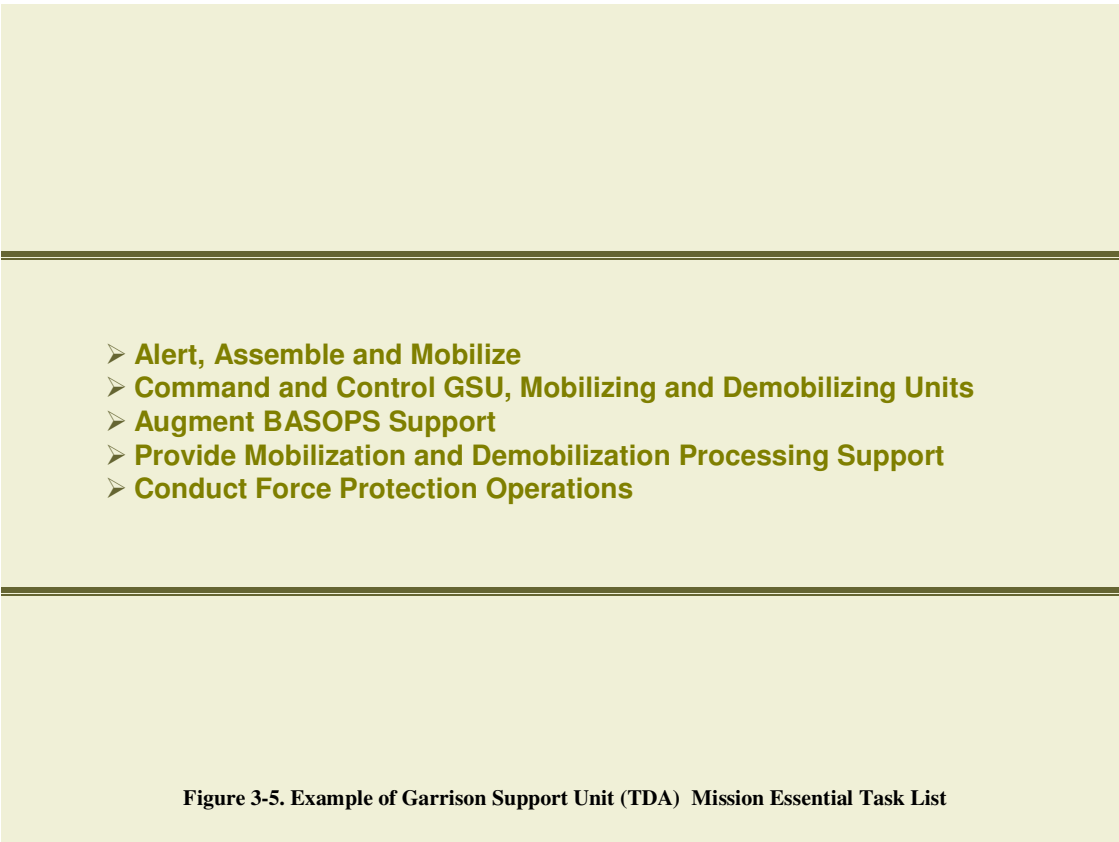 ➢ Alert, Assemble and Mobilize
➢ Command and Control GSU, Mobilizing and Demobilizing Units
➢ Augment BASOPS Support
➢ Provide Mobilization and Demobilization Processing Support
➢ Conduct Force Protection Operations
Figure 3-5. Example of Garrison Support Unit (TDA)  Mission Essential Task List